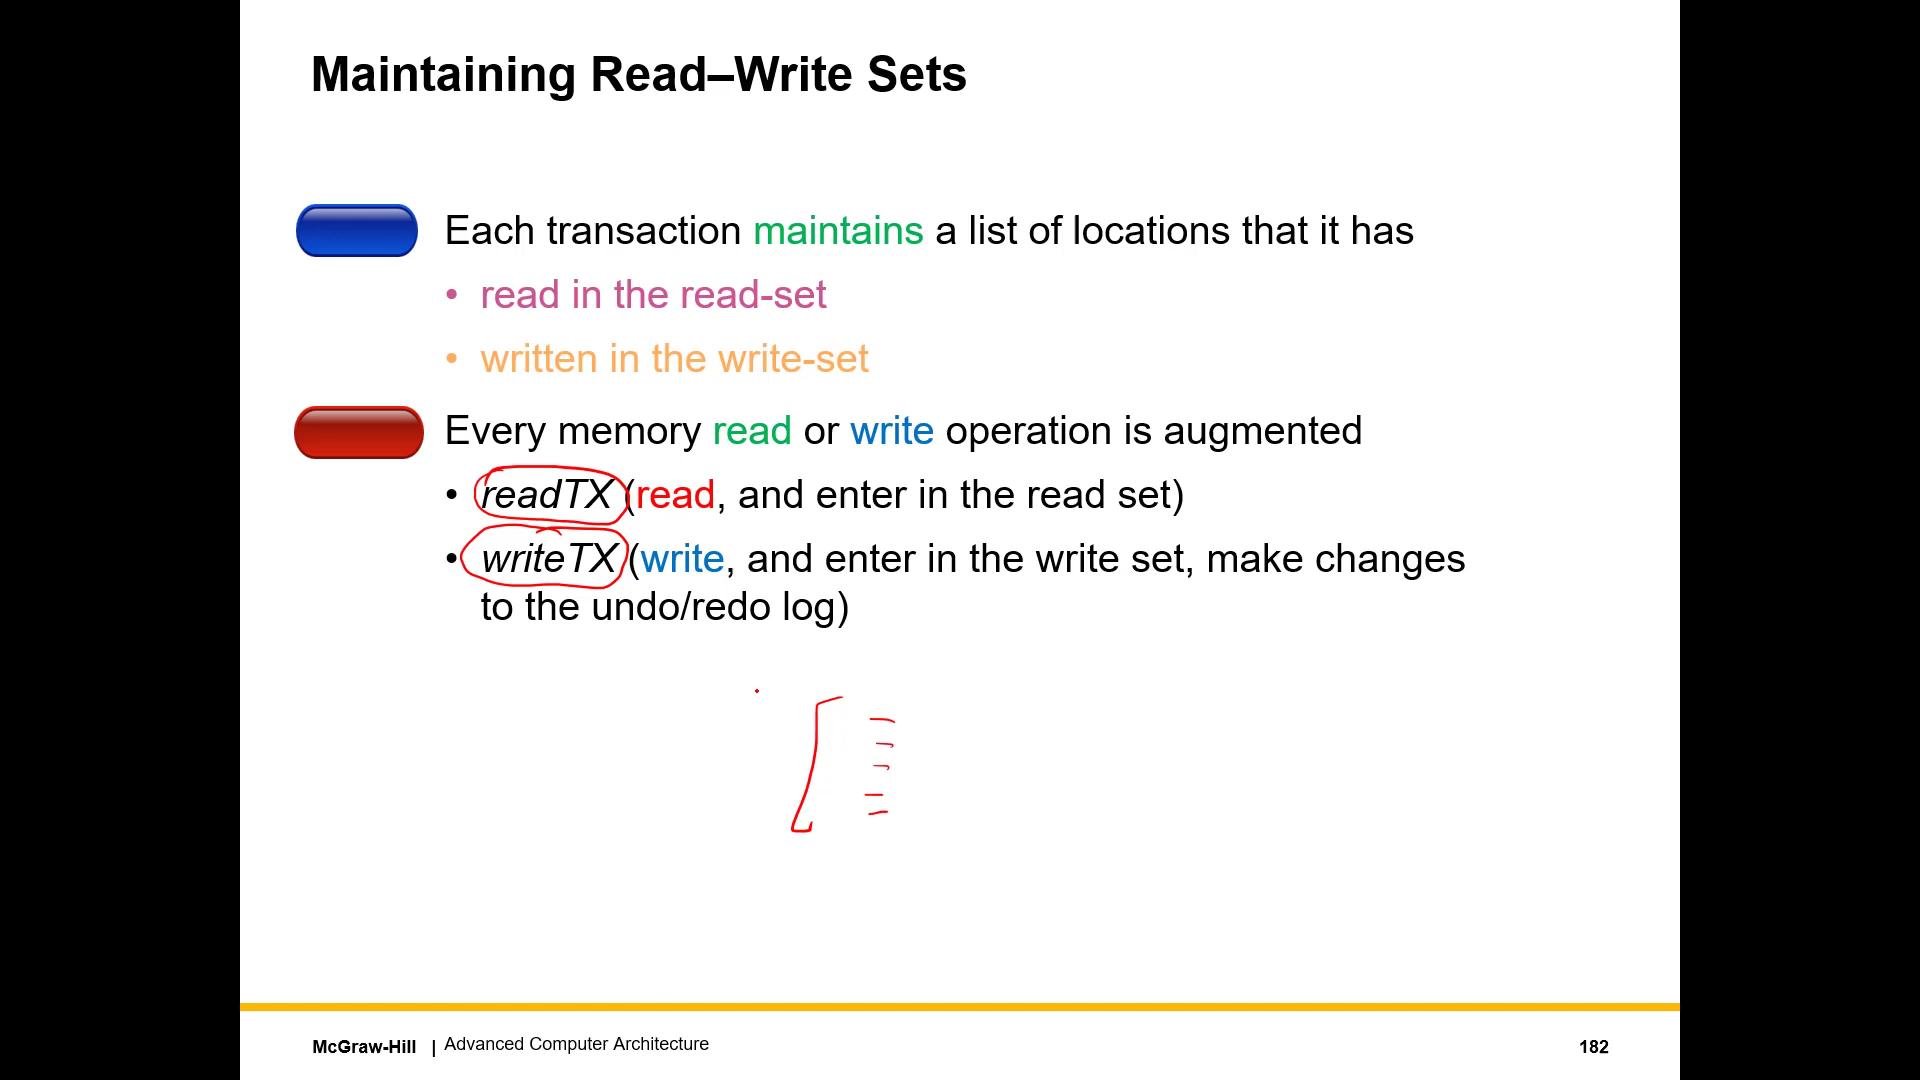 Maintaining Read–Write Sets
Each transaction maintains a list of locations that it has
• read in the read-set
• written in the write-set
Every memory read or write operation is augmented
• readTX (read, and enter in the read set)
• writeTX (write, and enter in the write set, make changes
to the undo/redo log)
McGraw-Hill | Advanced Computer Architecture
182